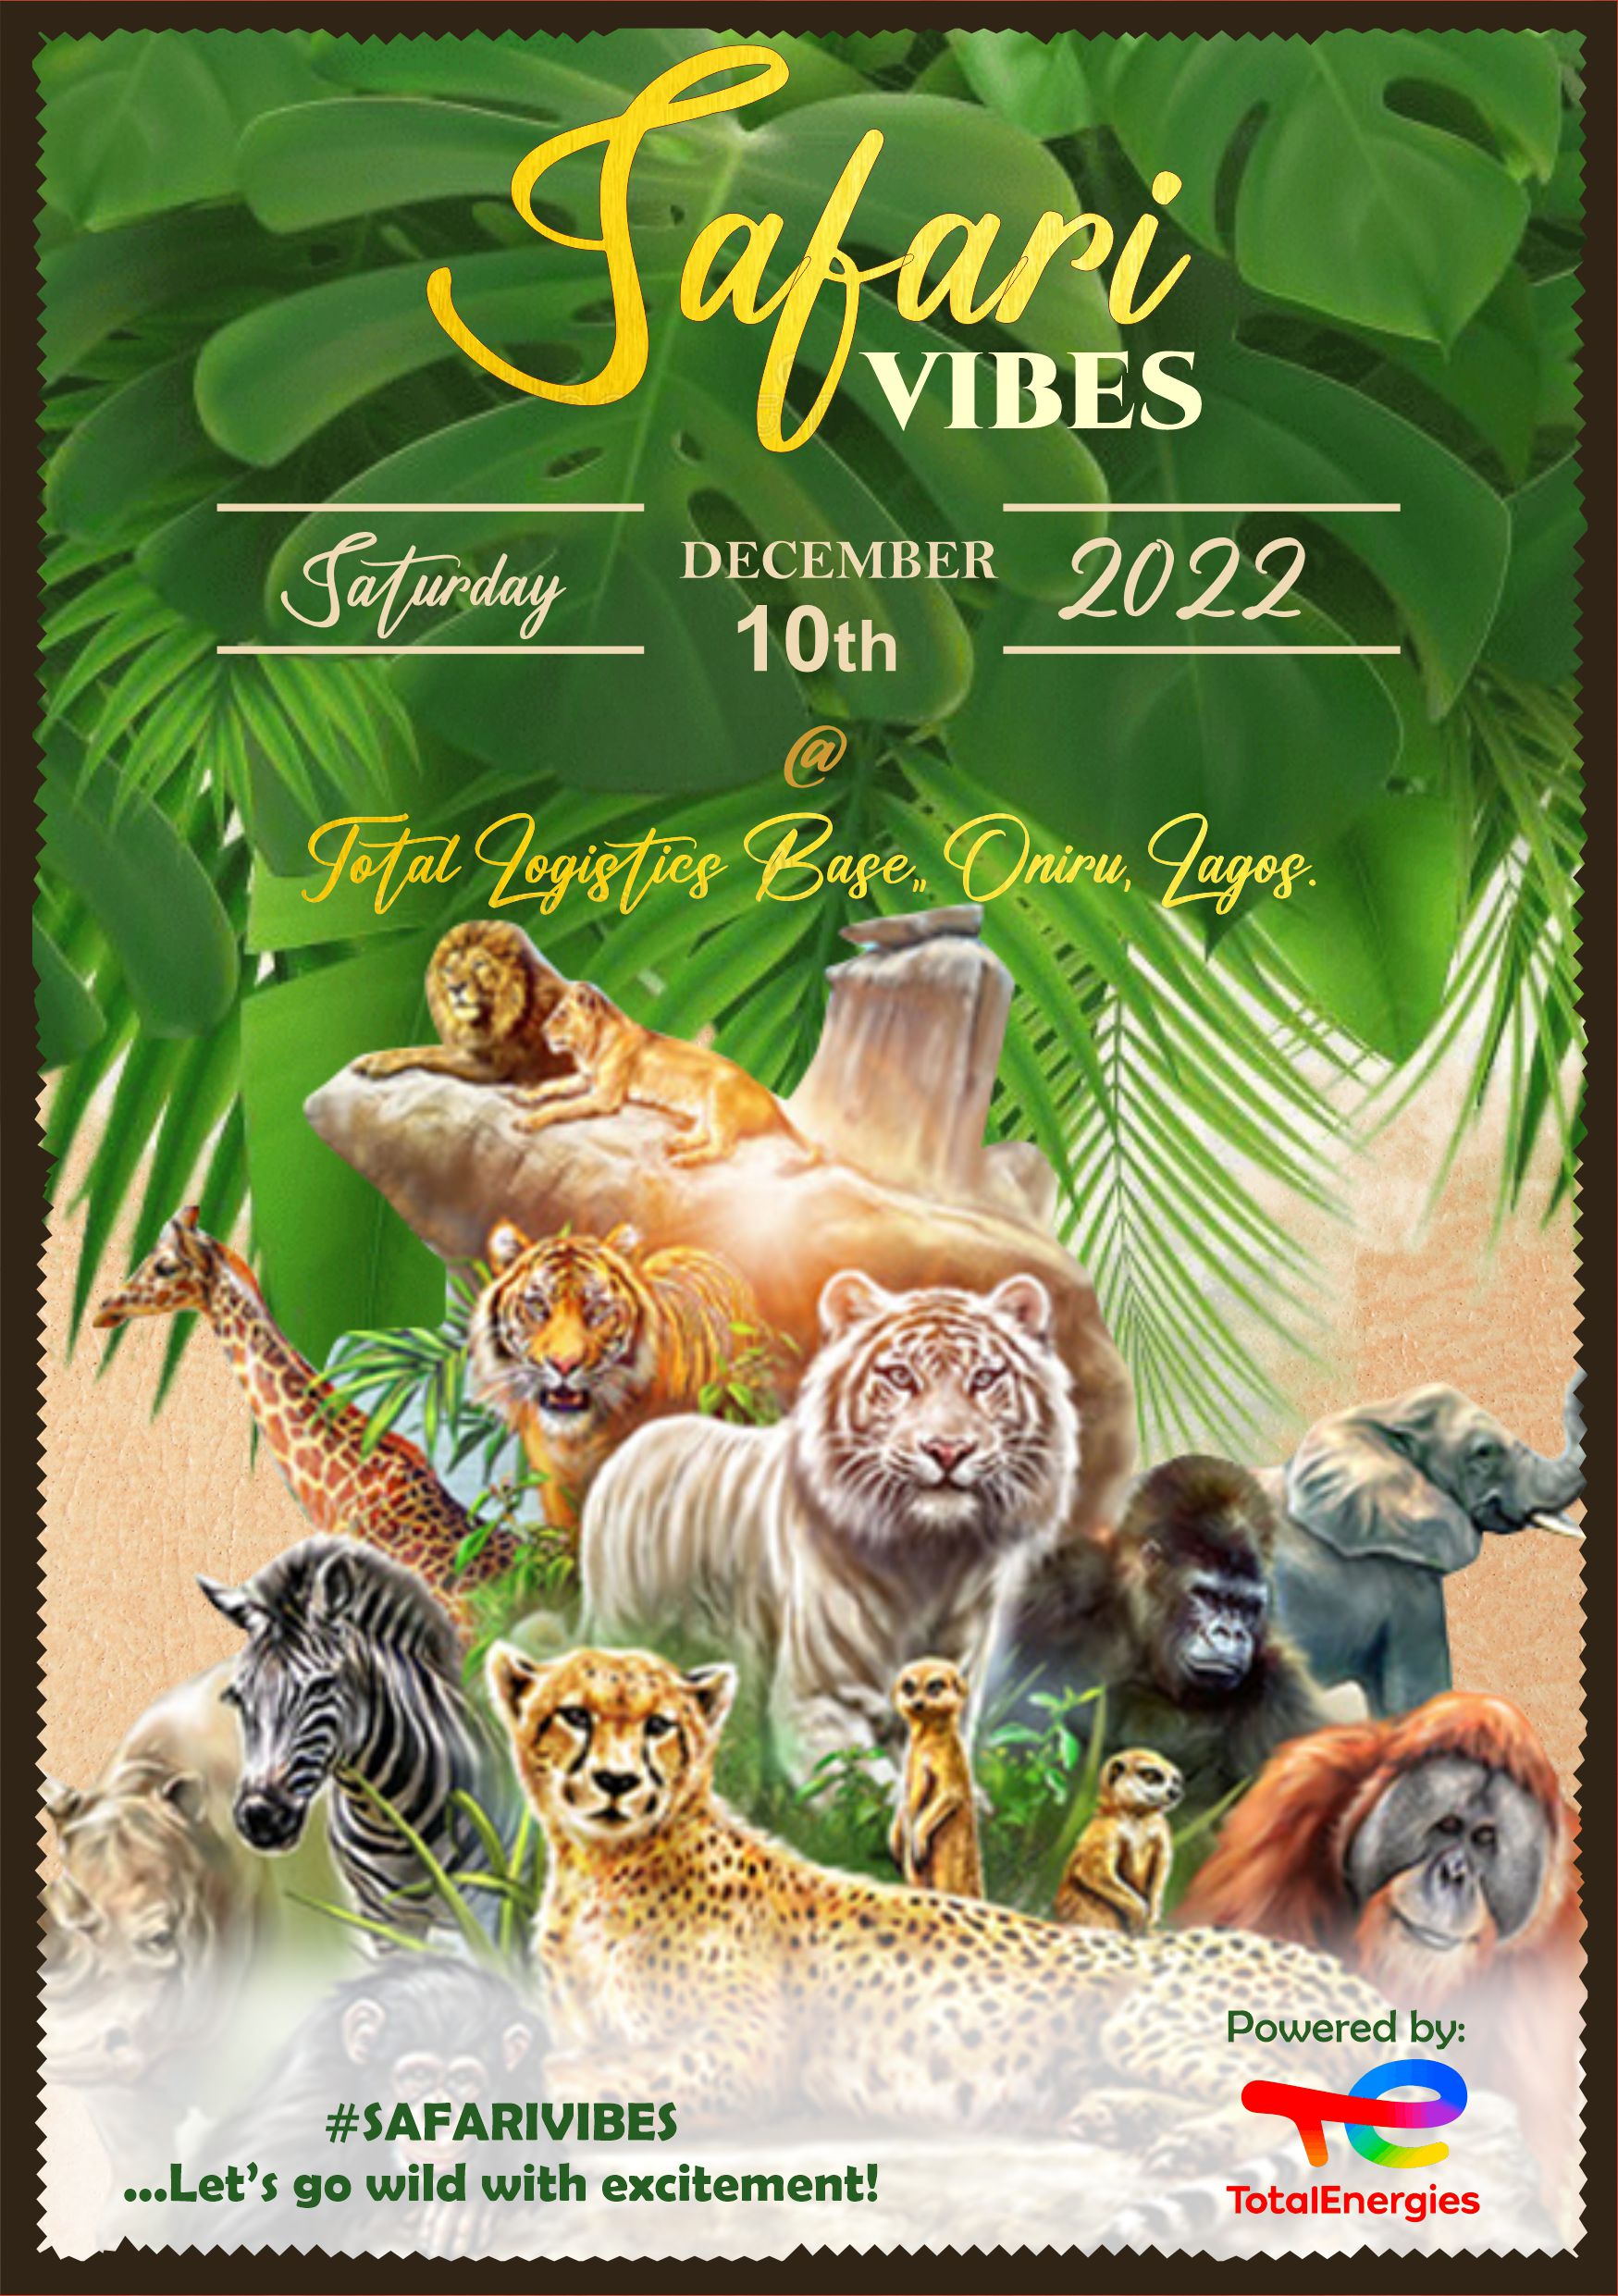 Safari
VIBES
Saturday
DECEMBER
10th
2022
@
Total Logistics Base,, Oniru, Lagos.
Powered by:
TotalEnergies
#SAFARIVIBES
...Let's go wild with excitement!